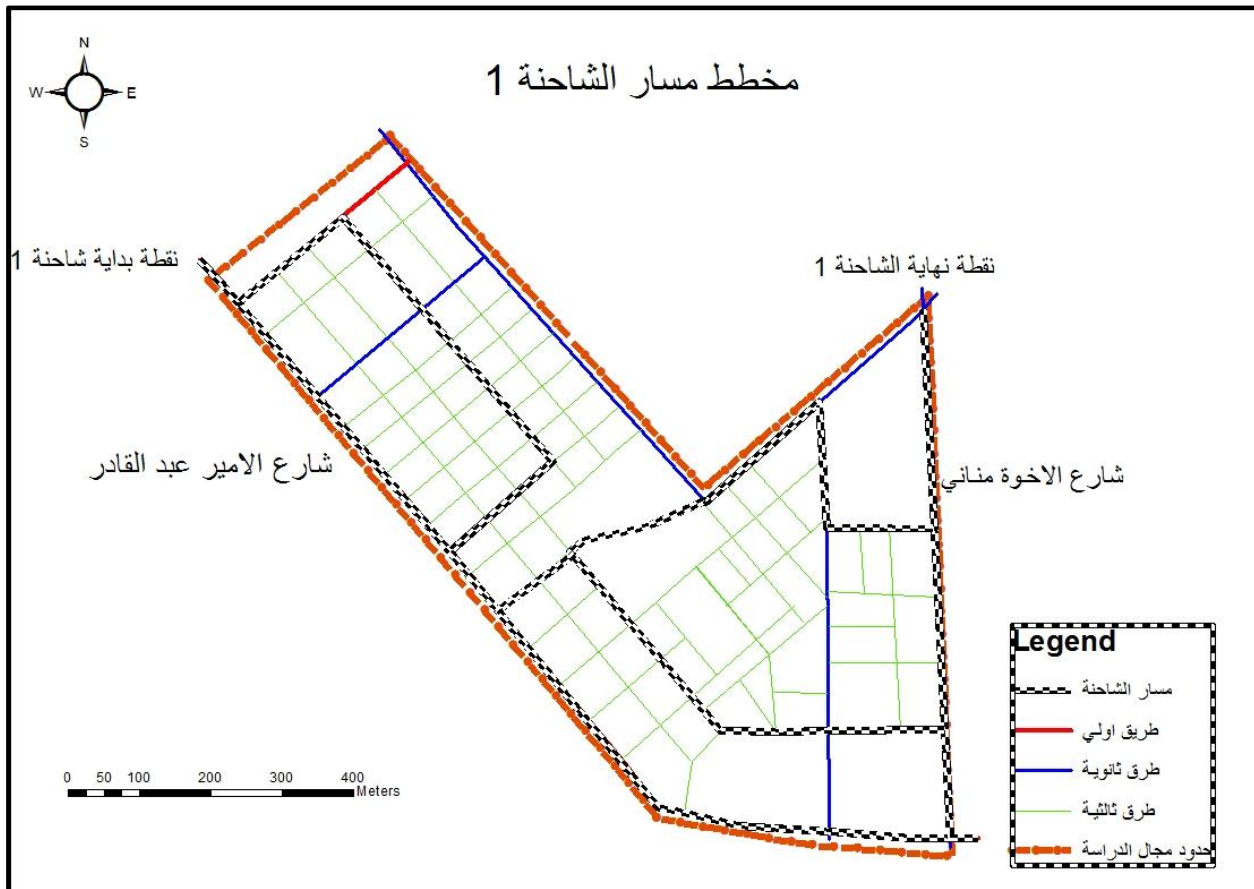 مخطط مسار الشاحنة 1
N
W
E
S
نقطة بداية شاحنة 1
نقطة نهاية الشاحنة 1
شارع الامير عبد القادر
شارع الاخوة مناني
Legend
مسار الشاحنة
طريق اولي
طرق ثانوية
طرق ثالثية
حدود مجال الدراسة
0 50 100 200 300 400
Meters